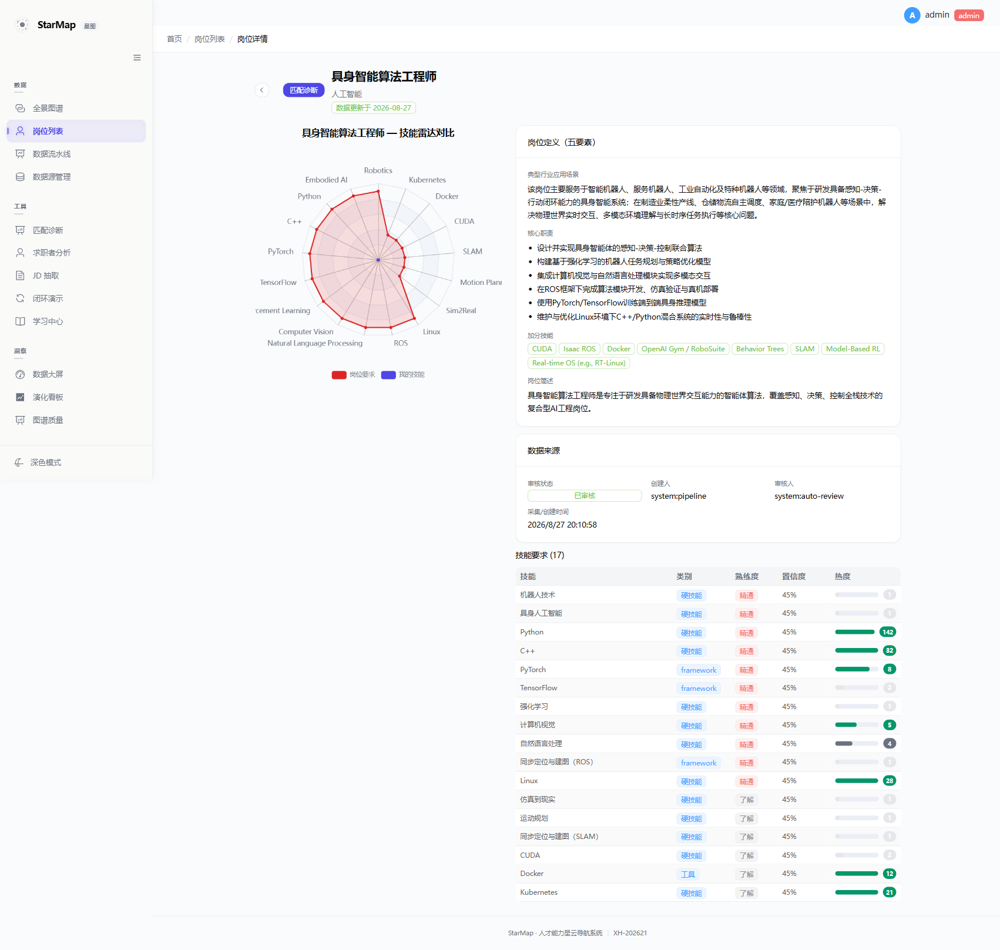 StarMap 星图
数据
全景图谱
岗位列表
数据流水线
数据源管理
工具
匹配诊断
求职者分析
JD 抽取
闭环演示
学习中心
洞察
数据大屏
演化看板
图谱质量
深色模式
A admin admin
首页 / 岗位列表 / 岗位详情
匹配诊断
具身智能算法工程师
人工智能
数据更新于 2026-08-27
具身智能算法工程师 — 技能雷达对比
Robotics
Embodied AI
Kubernetes
Python
Docker
C++
CUDA
PyTorch
SLAM
TensorFlow
Motion Plann
rcement Learning
Sim2Real
Computer Vision
Linux
Natural Language Processing
ROS
岗位要求 我的技能
岗位定义（五要素）
典型行业应用场景
该岗位主要服务于智能机器人、服务机器人、工业自动化及特种机器人等领域，聚焦于研发具备感知-决策-
行动闭环能力的具身智能系统；在制造业柔性产线、仓储物流自主调度、家庭/医疗陪护机器人等场景中，解
决物理世界实时交互、多模态环境理解与长时序任务执行等核心问题。
核心职责
• 设计并实现具身智能体的感知-决策-控制联合算法
• 构建基于强化学习的机器人任务规划与策略优化模型
• 集成计算机视觉与自然语言处理模块实现多模态交互
• 在ROS框架下完成算法模块开发、仿真验证与真机部署
• 使用PyTorch/TensorFlow训练端到端具身推理模型
• 维护与优化Linux环境下C++/Python混合系统的实时性与鲁棒性
加分技能
CUDA Isaac ROS Docker OpenAI Gym / RoboSuite Behavior Trees SLAM Model-Based RL
Real-time OS (e.g., RT-Linux)
岗位简述
具身智能算法工程师是专注于研发具备物理世界交互能力的智能体算法，覆盖感知、决策、控制全栈技术的
复合型AI工程岗位。
数据来源
审核状态 创建人 审核人
已审核 system:pipeline system:auto-review
采集/创建时间
2026/8/27 20:10:58
技能要求 (17)
技能 类别 熟练度 置信度 热度
机器人技术 硬技能 精通 45% 1
具身人工智能 硬技能 精通 45% 1
Python 硬技能 精通 45% 142
C++ 硬技能 精通 45% 82
PyTorch framework 精通 45% 8
TensorFlow framework 精通 45% 2
强化学习 硬技能 精通 45% 1
计算机视觉 硬技能 精通 45% 5
自然语言处理 硬技能 精通 45% 4
同步定位与建图（ROS） framework 精通 45% 1
Linux 硬技能 精通 45% 28
仿真到现实 硬技能 了解 45% 1
运动规划 硬技能 了解 45% 1
同步定位与建图（SLAM） 硬技能 了解 45% 1
CUDA 硬技能 了解 45% 2
Docker 工具 了解 45% 12
Kubernetes 硬技能 了解 45% 21
StarMap · 人才能力星云导航系统 | XH-202621